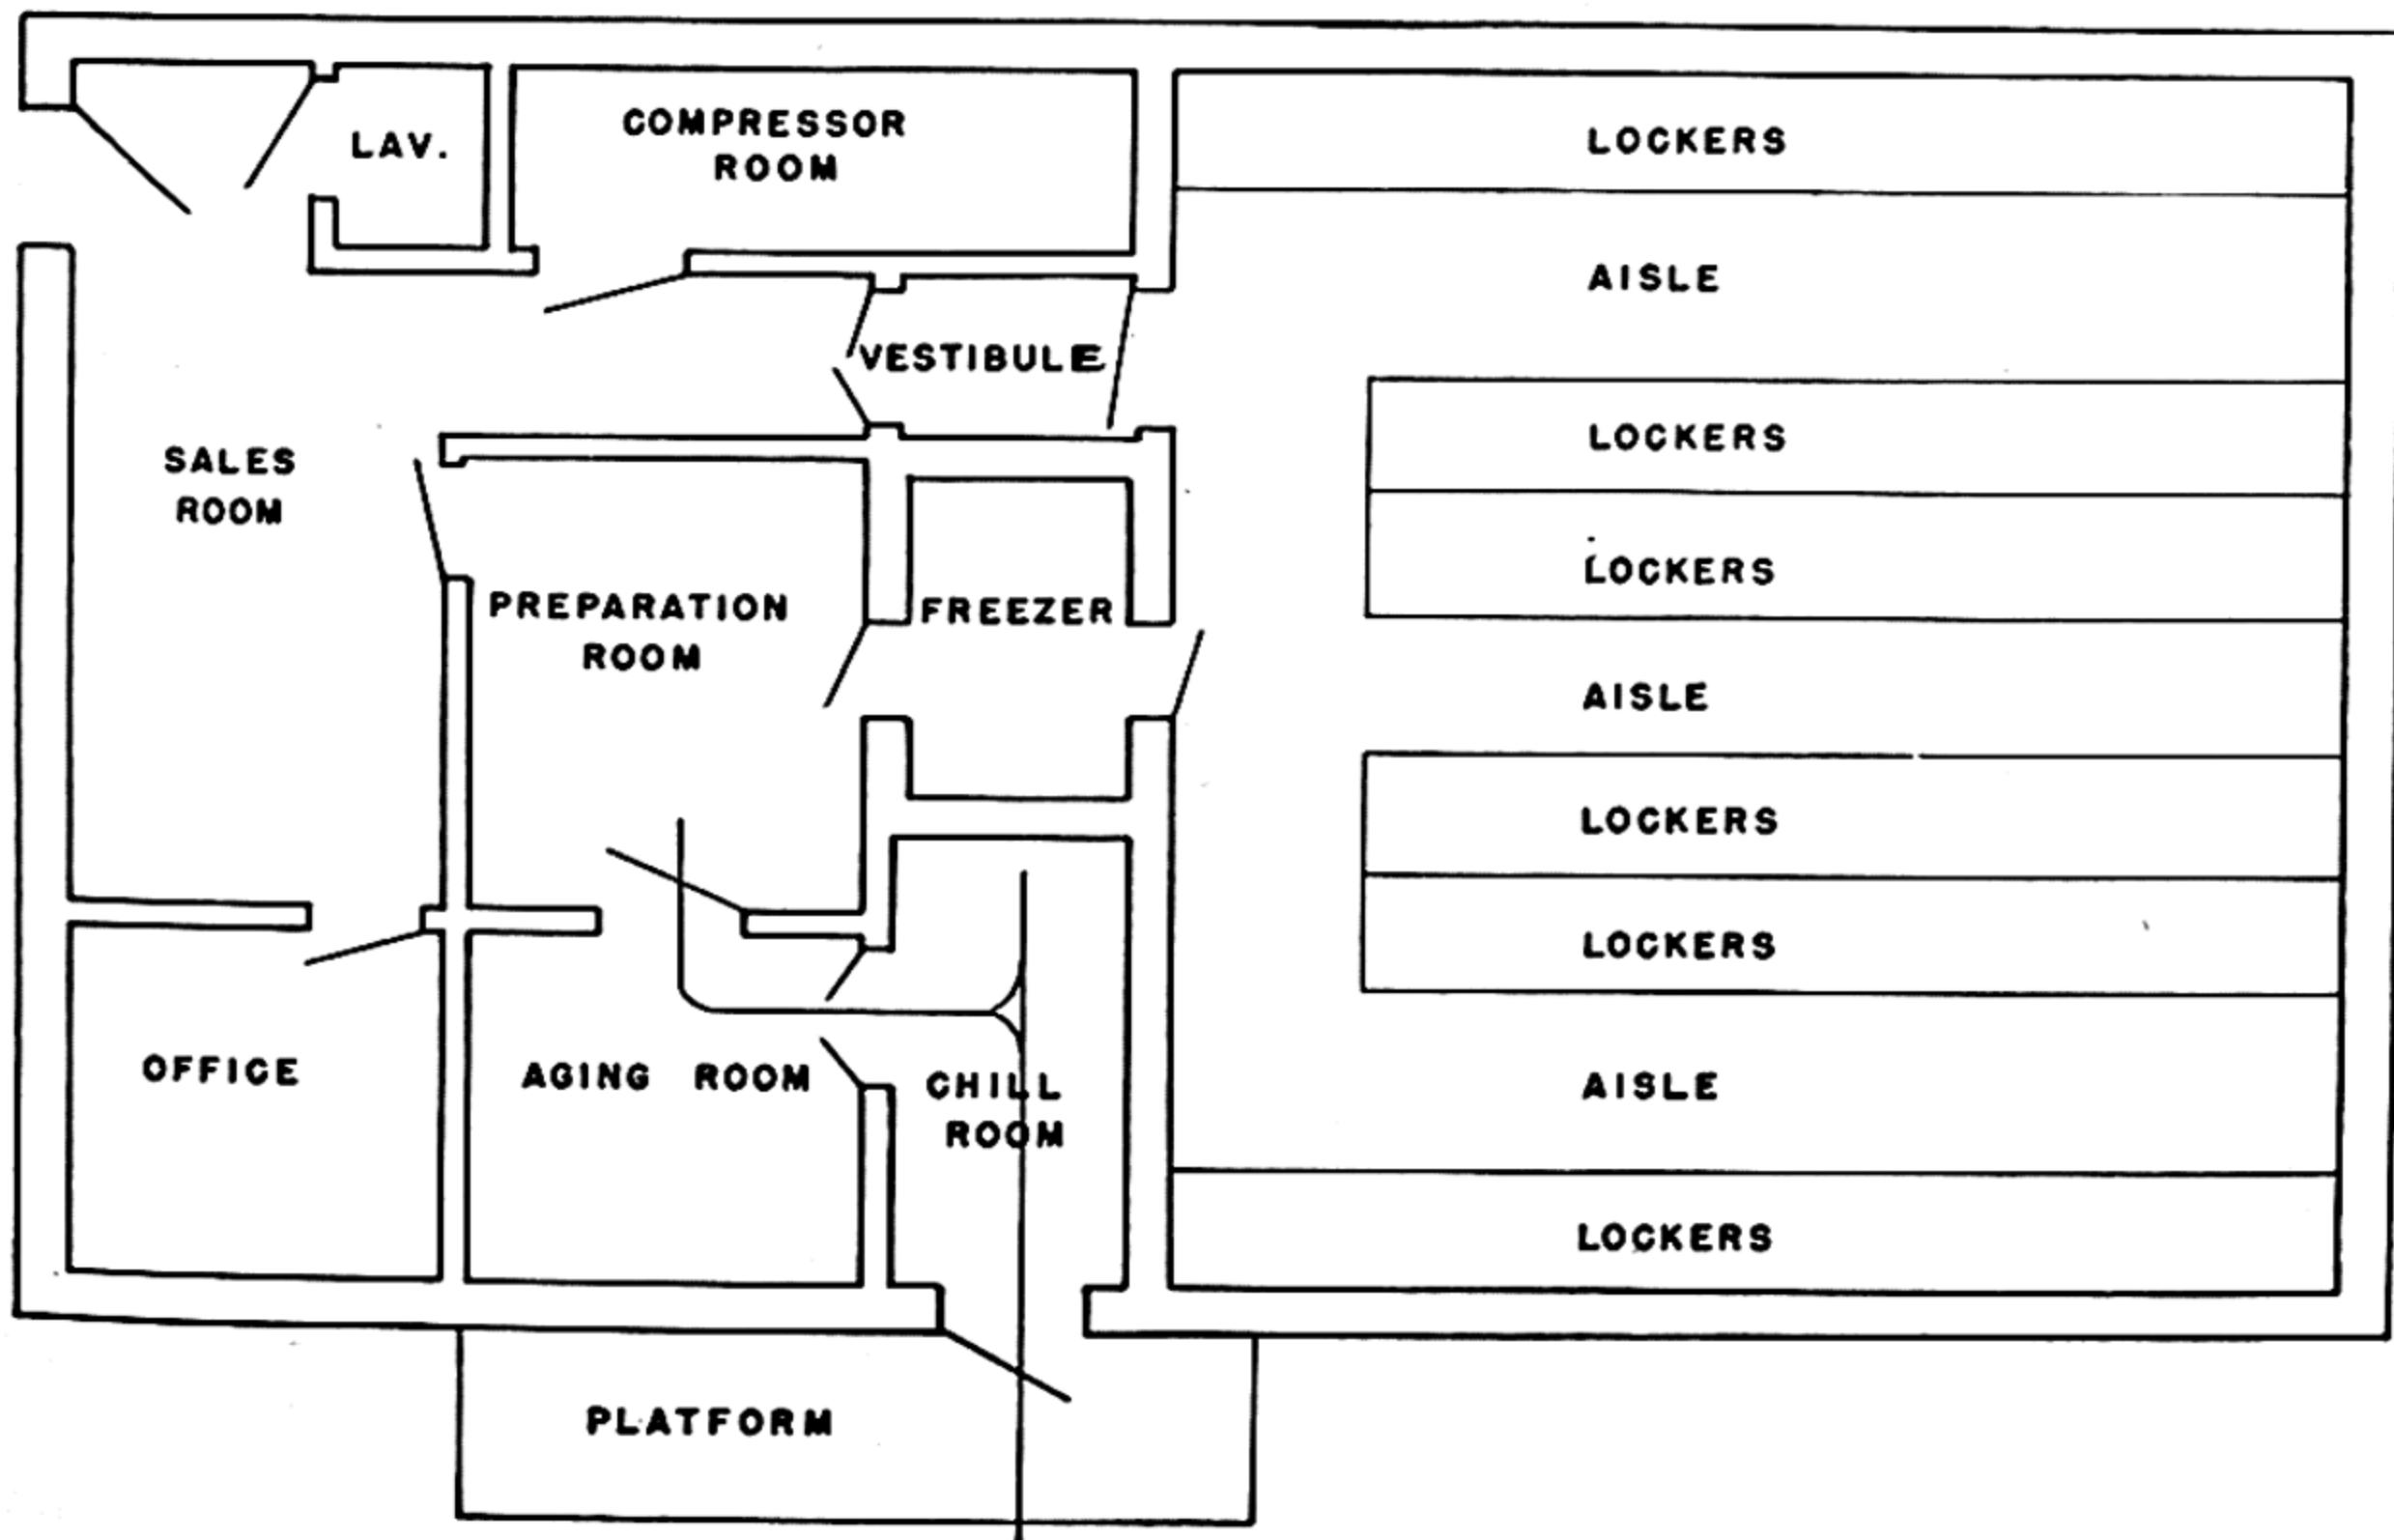 LAV.
COMPRESSOR
ROOM
VESTIBULE
SALES
ROOM
PREPARATION
ROOM
FREEZER
OFFICE
AGING ROOM
CHILL
ROOM
PLATFORM
LOCKERS
AISLE
LOCKERS
LOCKERS
AISLE
LOCKERS
LOCKERS
AISLE
LOCKERS